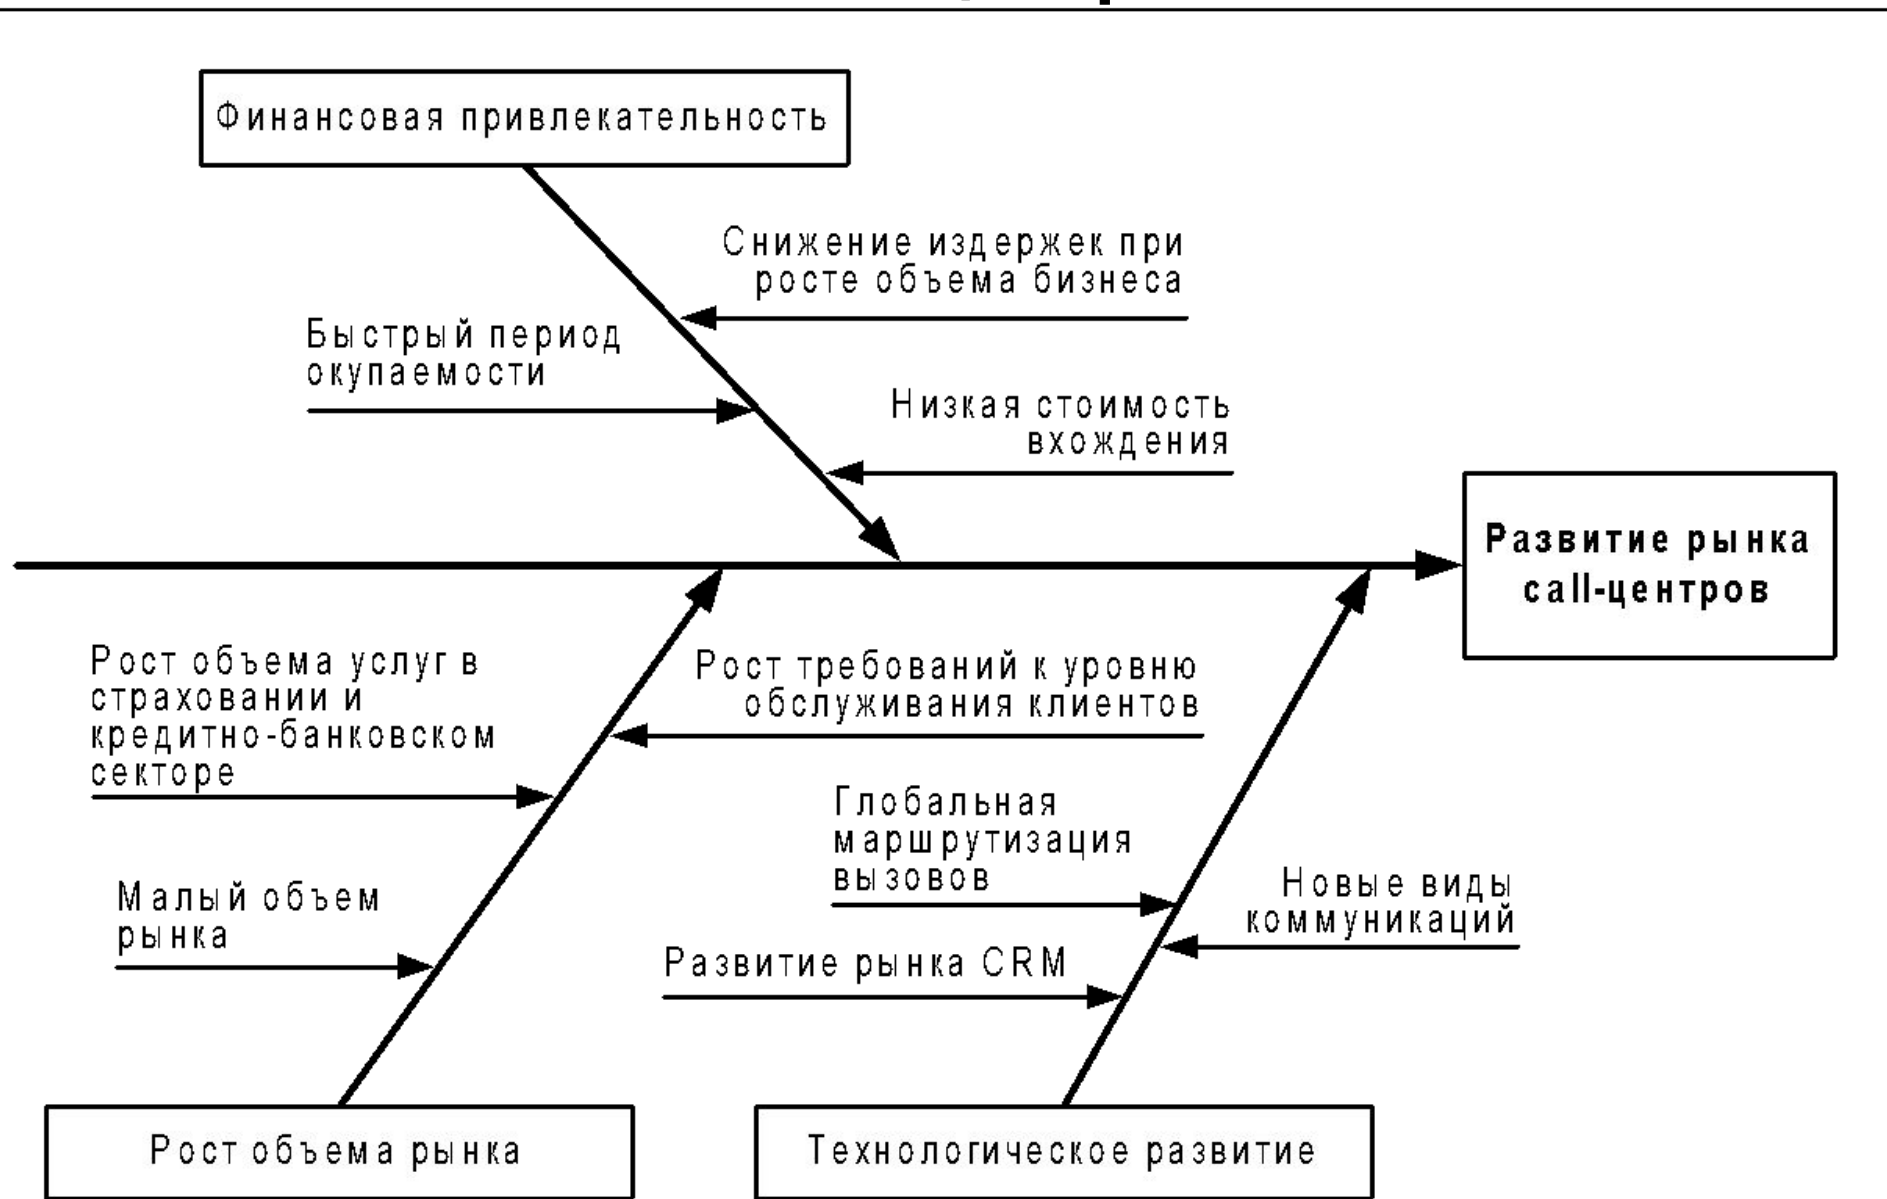 Финансовая привлекательность
Снижение издержек при
росте объема бизнеса
Быстрый период
окупаемости
Низкая стоимость
вхождения
Развитие рынка
call-центров
Рост объема услуг в
страховании и
кредитно-банковском
секторе
Рост требований к уровню
обслуживания клиентов
Глобальная
маршрутизация
вызовов
Малый объем
рынка
Новые виды
коммуникаций
Развитие рынка CRM
Рост объема рынка
Технологическое развитие